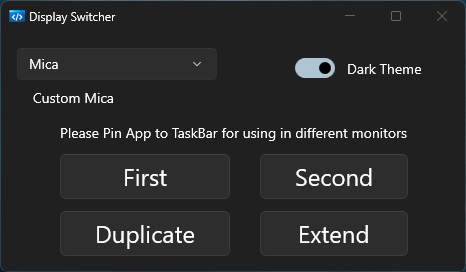 Display Switcher
Mica
Dark Theme
Custom Mica
Please Pin App to TaskBar for using in different monitors
First
Second
Duplicate
Extend